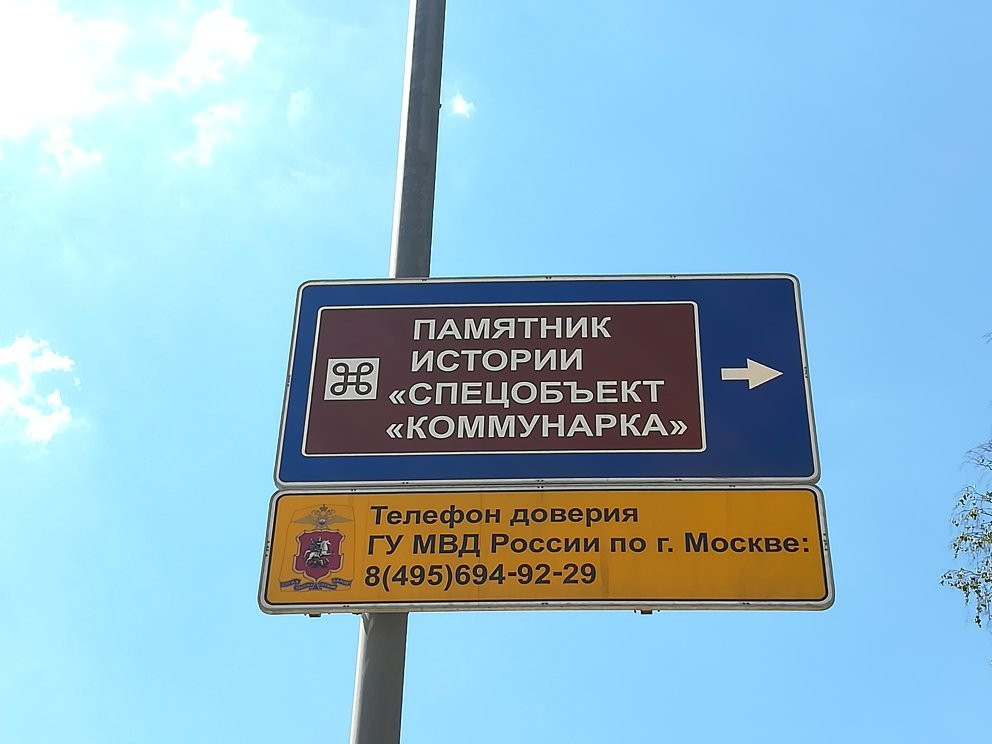 ПАМЯТНИК
ИСТОРИИ
«СПЕЦОБЪЕКТ
«КОММУНАРКА»
Телефон доверия
ГУ МВД России по г. Москве:
8(495)694-92-29